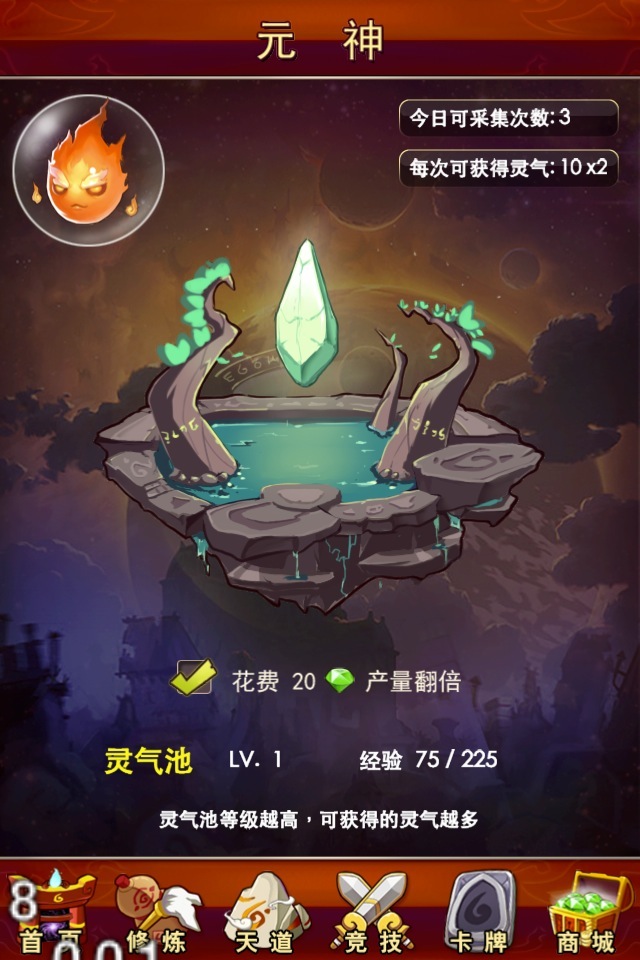 元 神
今日可采集次数: 3
每次可获得灵气: 10 x2
花费 20 产量翻倍
灵气池 LV. 1 经验 75 / 225
灵气池等级越高，可获得的灵气越多
8
首页 修炼 天道 竞技 卡牌 商城